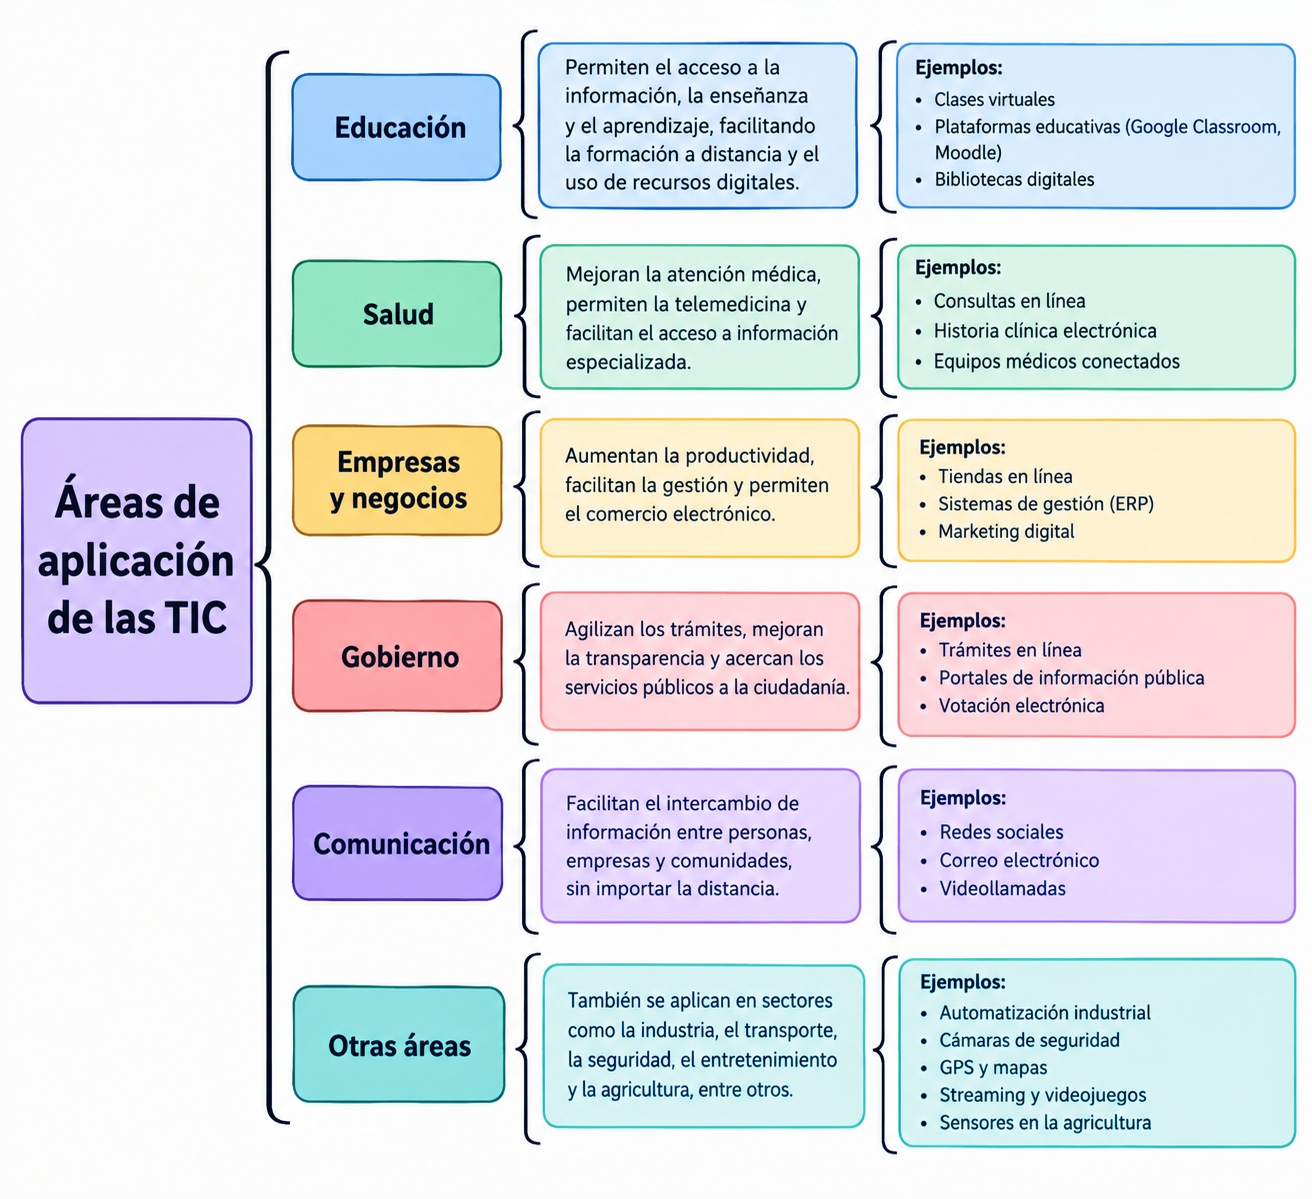 Áreas de
aplicación
de las TIC
Educación
Permiten el acceso a la
información, la enseñanza
y el aprendizaje, facilitando
la formación a distancia y el
uso de recursos digitales.
Ejemplos:
• Clases virtuales
• Plataformas educativas (Google Classroom,
Moodle)
• Bibliotecas digitales
Salud
Mejoran la atención médica,
permiten la telemedicina y
facilitan el acceso a información
especializada.
Ejemplos:
• Consultas en línea
• Historia clínica electrónica
• Equipos médicos conectados
Empresas
y negocios
Aumentan la productividad,
facilitan la gestión y permiten
el comercio electrónico.
Ejemplos:
• Tiendas en línea
• Sistemas de gestión (ERP)
• Marketing digital
Gobierno
Agilizan los trámites, mejoran
la transparencia y acercan los
servicios públicos a la ciudadanía.
Ejemplos:
• Trámites en línea
• Portales de información pública
• Votación electrónica
Comunicación
Facilitan el intercambio de
información entre personas,
empresas y comunidades,
sin importar la distancia.
Ejemplos:
• Redes sociales
• Correo electrónico
• Videollamadas
Otras áreas
También se aplican en sectores
como la industria, el transporte,
la seguridad, el entretenimiento
y la agricultura, entre otros.
Ejemplos:
• Automatización industrial
• Cámaras de seguridad
• GPS y mapas
• Streaming y videojuegos
• Sensores en la agricultura